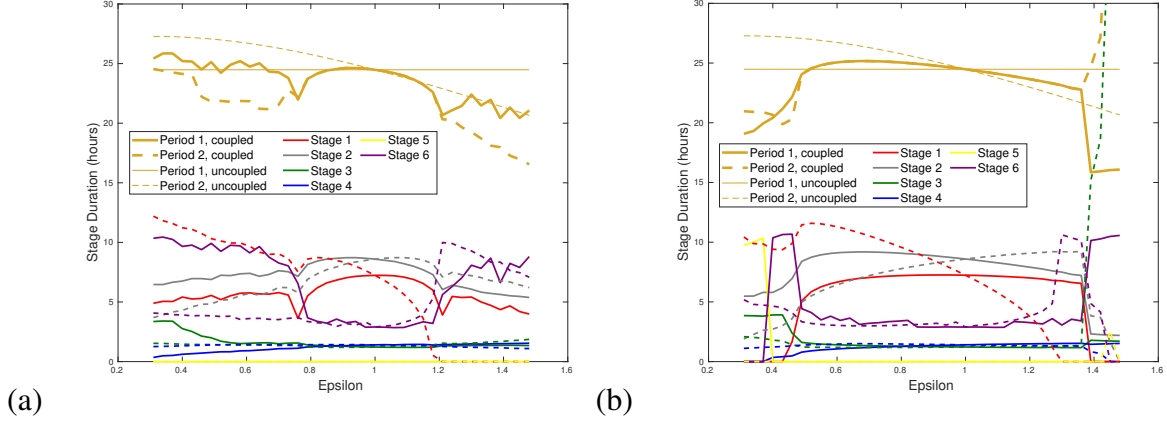 30
25
20
15
10
5
0
Stage Duration (hours)
Period 1, coupled
Period 2, coupled
Period 1, uncoupled
Period 2, uncoupled
Stage 1
Stage 2
Stage 3
Stage 4
Stage 5
Stage 6
0.2 0.4 0.6 0.8 1 1.2 1.4 1.6
Epsilon
(a)
30
25
20
15
10
5
0
Stage Duration (hours)
Period 1, coupled
Period 2, coupled
Period 1, uncoupled
Period 2, uncoupled
Stage 1
Stage 2
Stage 3
Stage 4
Stage 5
Stage 6
0.2 0.4 0.6 0.8 1 1.2 1.4 1.6
Epsilon
(b)